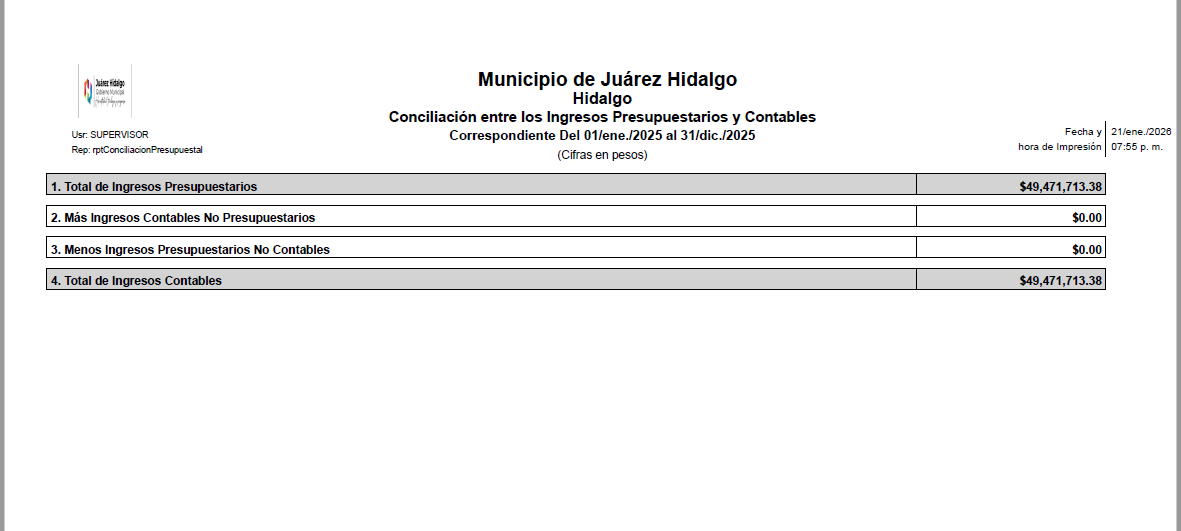 Juárez Hidalgo
Gobierno Municipal
Municipio de Juárez Hidalgo
Hidalgo
Conciliación entre los Ingresos Presupuestarios y Contables
Correspondiente Del 01/ene./2025 al 31/dic./2025
(Cifras en pesos)
Usr: SUPERVISOR
Rep: rptConciliacionPresupuestal
Fecha y 21/ene./2026
hora de Impresión 07:55 p. m.
1. Total de Ingresos Presupuestarios $49,471,713.38
2. Más Ingresos Contables No Presupuestarios $0.00
3. Menos Ingresos Presupuestarios No Contables $0.00
4. Total de Ingresos Contables $49,471,713.38